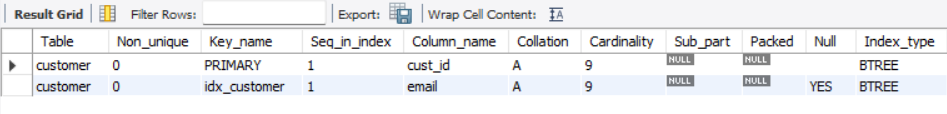 Result Grid Filter Rows: Export: Wrap Cell Content: IA
Table Non_unique Key_name Seq_in_index Column_name Collation Cardinality Sub_part Packed Null Index_type
customer 0 PRIMARY 1 cust_id A 9 NULL NULL BTREE
customer 0 idx_customer 1 email A 9 NULL NULL YES BTREE